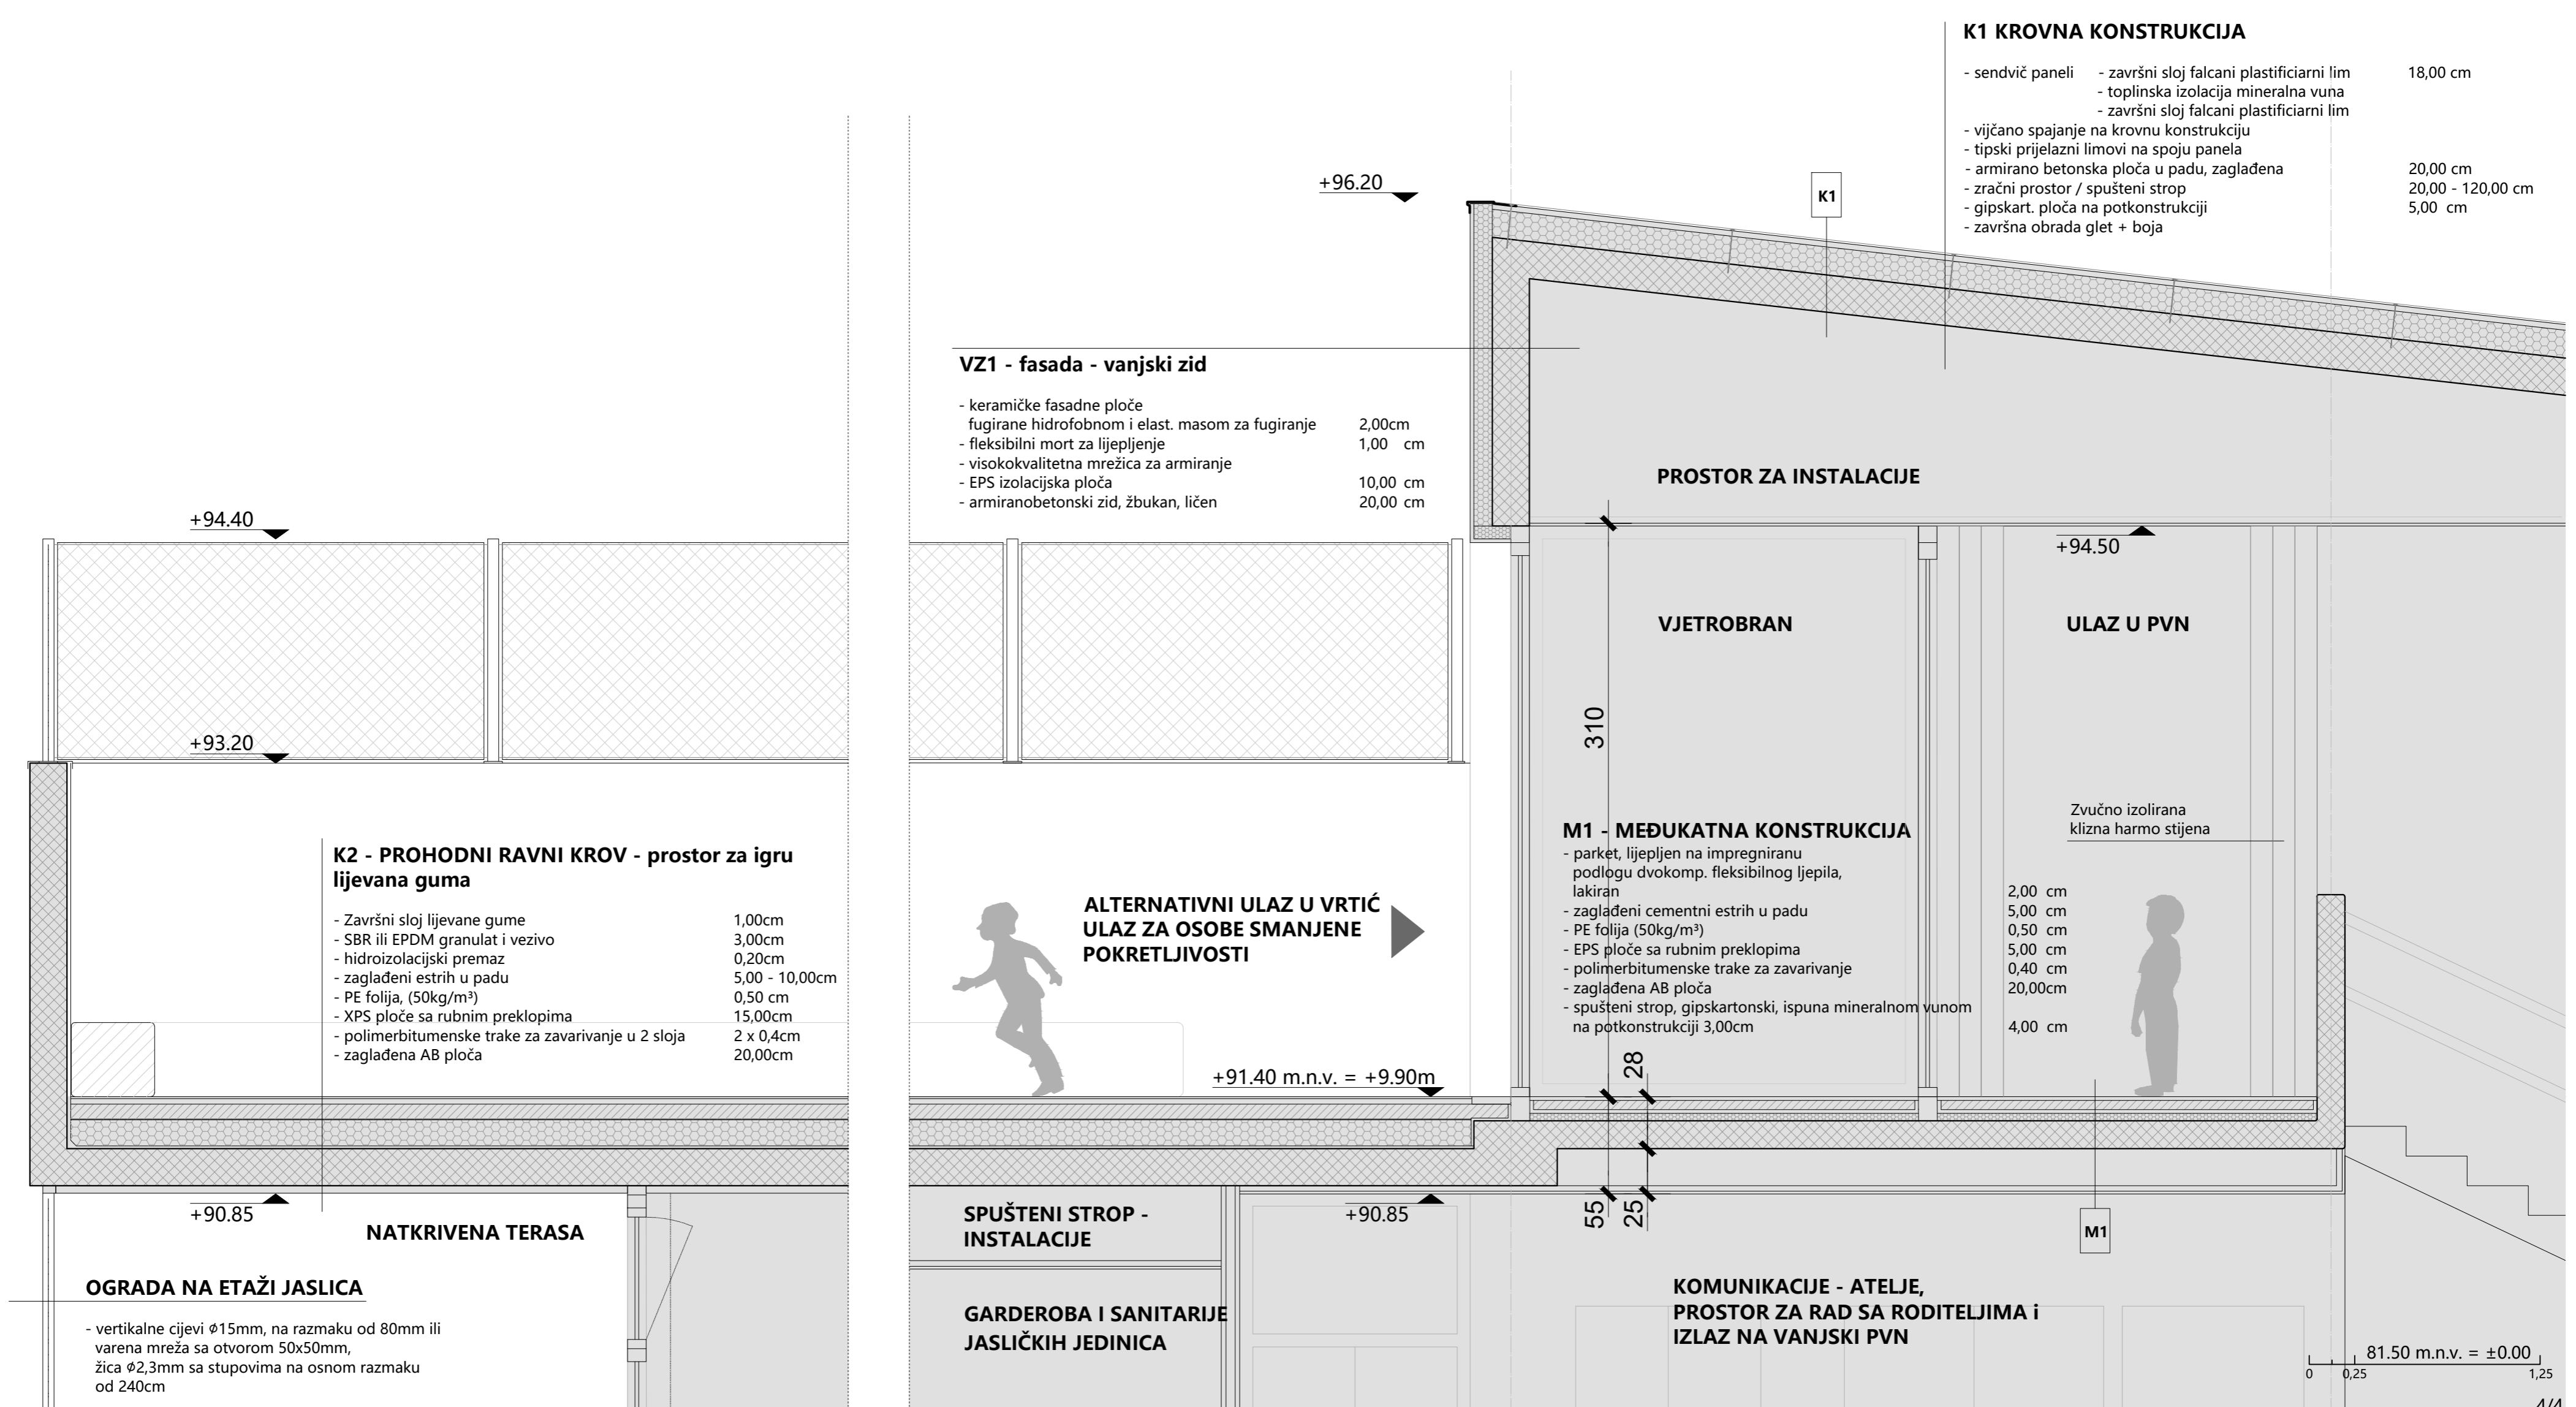 K1 KROVNA KONSTRUKCIJA
- sendvič paneli - završni sloj falcani plastificiarni lim 18,00 cm
- toplinska izolacija mineralna vuna
- završni sloj falcani plastificiarni lim
- vijčano spajanje na krovnu konstrukciju
- tipski prijelazni limovi na spoju panela
- armirano betonska ploča u padu, zaglađena 20,00 cm
- zračni prostor / spušteni strop 20,00 - 120,00 cm
- gipskart. ploča na potkonstrukciji 5,00 cm
- završna obrada glet + boja
+96.20
K1
VZ1 - fasada - vanjski zid
- keramičke fasadne ploče
fugirane hidrofobnom i elast. masom za fugiranje 2,00cm
- fleksibilni mort za lijepljenje 1,00 cm
- visokokvalitetna mrežica za armiranje
- EPS izolacijska ploča 10,00 cm
- armiranobetonski zid, žbukan, ličen 20,00 cm
PROSTOR ZA INSTALACIJE
+94.40
+94.50
VJETROBRAN
ULAZ U PVN
310
+93.20
Zvučno izolirana
klizna harmo stijena
K2 - PROHODNI RAVNI KROV - prostor za igru
lijevana guma
- Završni sloj lijevane gume 1,00cm
- SBR ili EPDM granulat i vezivo 3,00cm
- hidroizolacijski premaz 0,20cm
- zaglađeni estrih u padu 5,00 - 10,00cm
- PE folija, (50kg/m³) 0,50 cm
- XPS ploče sa rubnim preklopima 15,00cm
- polimerbitumenske trake za zavarivanje u 2 sloja 2 x 0,4cm
- zaglađena AB ploča 20,00cm
ALTERNATIVNI ULAZ U VRTIĆ
ULAZ ZA OSOBE SMANJENE
POKRETLJIVOSTI
M1 - MEĐUKATNA KONSTRUKCIJA
- parket, lijepljen na impregniranu
podlogu dvokomp. fleksibilnog ljepila,
lakiran 2,00 cm
- zaglađeni cementni estrih u padu 5,00 cm
- PE folija (50kg/m³) 0,50 cm
- EPS ploče sa rubnim preklopima 5,00 cm
- polimerbitumenske trake za zavarivanje 0,40 cm
- zaglađena AB ploča 20,00cm
- spušteni strop, gipskartonski, ispuna mineralnom vunom
na potkonstrukciji 3,00cm 4,00 cm
28
+91.40 m.n.v. = +9.90m
+90.85
NATKRIVENA TERASA
SPUŠTENI STROP -
INSTALACIJE
+90.85
55
25
M1
OGRADA NA ETAŽI JASLICA
- vertikalne cijevi ϕ15mm, na razmaku od 80mm ili
varena mreža sa otvorom 50x50mm,
žica ϕ2,3mm sa stupovima na osnom razmaku
od 240cm
GARDEROBA I SANITARIJE
JASLIČKIH JEDINICA
KOMUNIKACIJE - ATELJE,
PROSTOR ZA RAD SA RODITELJIMA i
IZLAZ NA VANJSKI PVN
81.50 m.n.v. = ±0.00
0 0,25 1,25
4/4